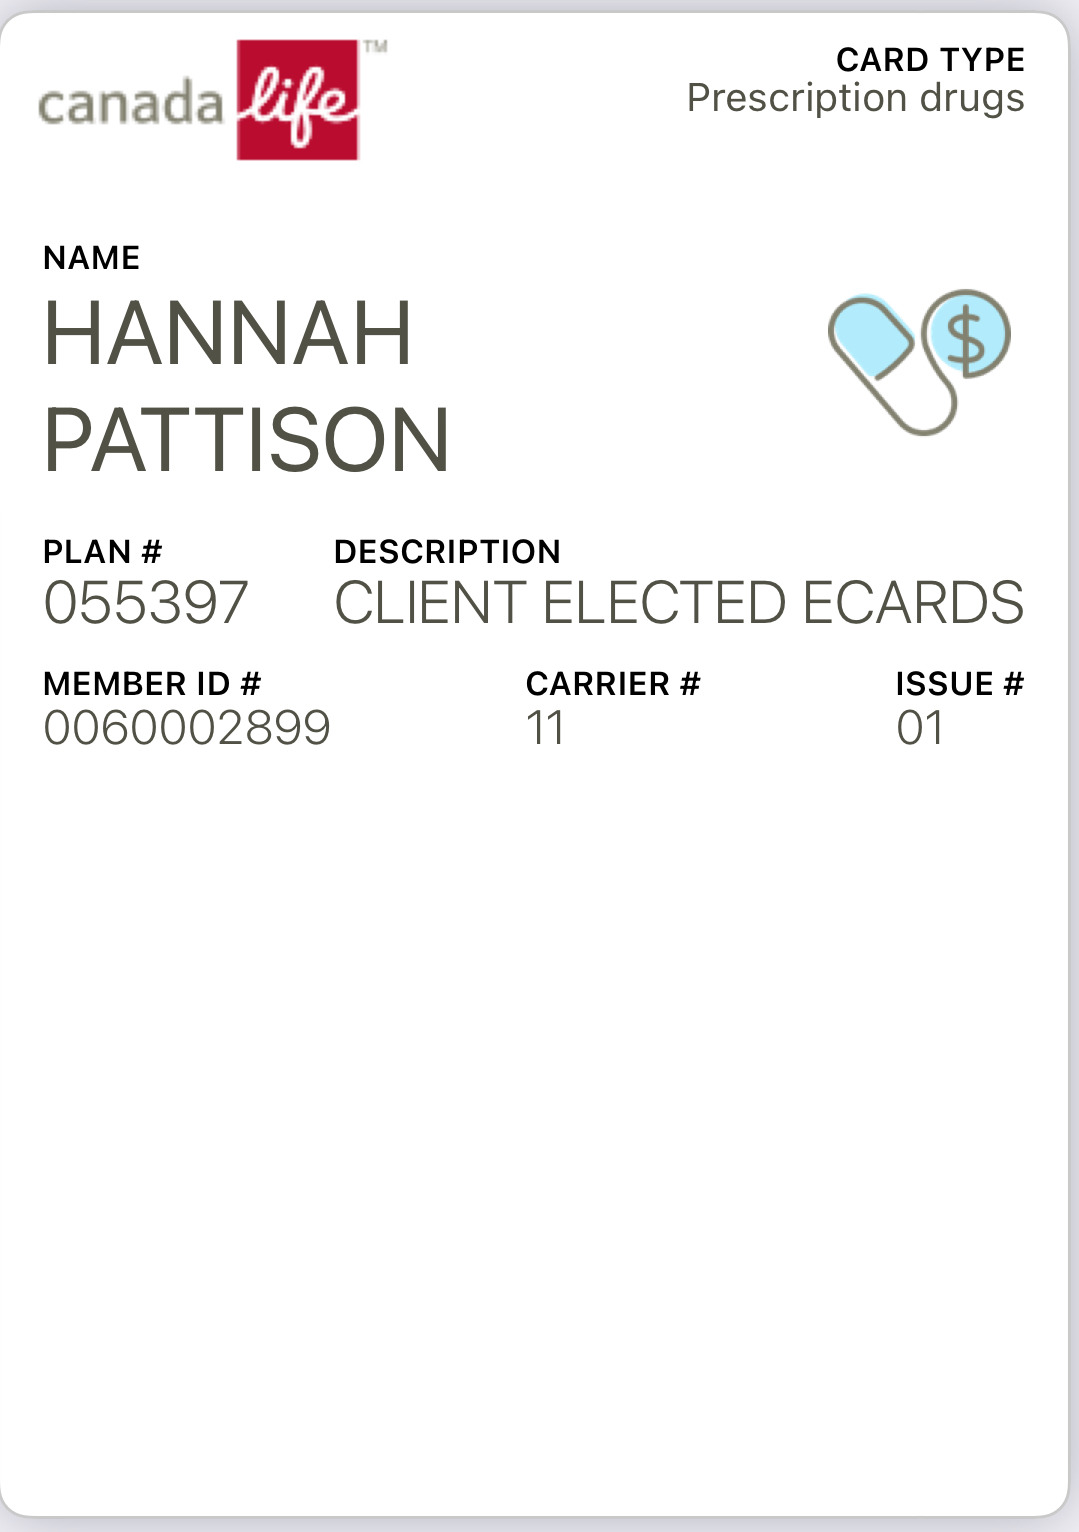 canada life™
CARD TYPE
Prescription drugs
NAME
HANNAH
PATTISON
$
PLAN # DESCRIPTION
055397 CLIENT ELECTED ECARDS
MEMBER ID # CARRIER # ISSUE #
0060002899 11 01